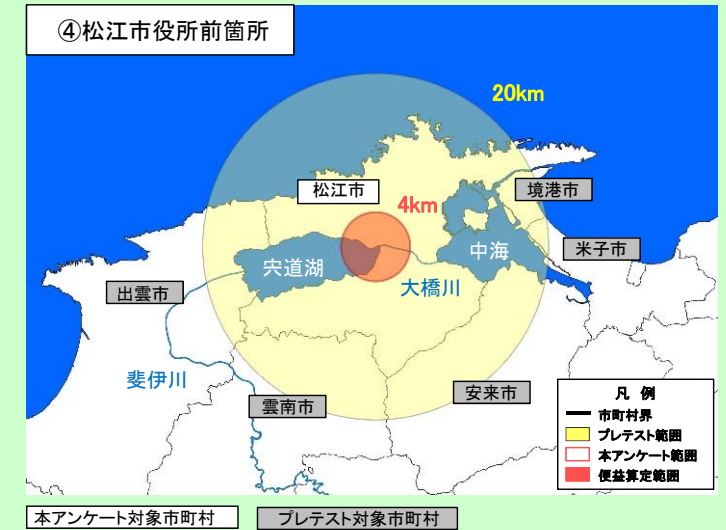 ④松江市役所前箇所
20km
松江市
4km
境港市
宍道湖
中海
米子市
出雲市
大橋川
斐伊川
雲南市
安来市
凡 例
市町村界
プレテスト範囲
本アンケート範囲
便益算定範囲
本アンケート対象市町村
プレテスト対象市町村